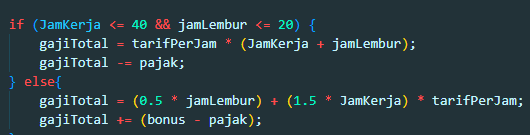 if (JamKerja <= 40 && jamLembur <= 20) {
    gajiTotal = tarifPerJam * (JamKerja + jamLembur);
    gajiTotal -= pajak;
} else{
    gajiTotal = (0.5 * jamLembur) + (1.5 * JamKerja) * tarifPerJam;
    gajiTotal += (bonus - pajak);